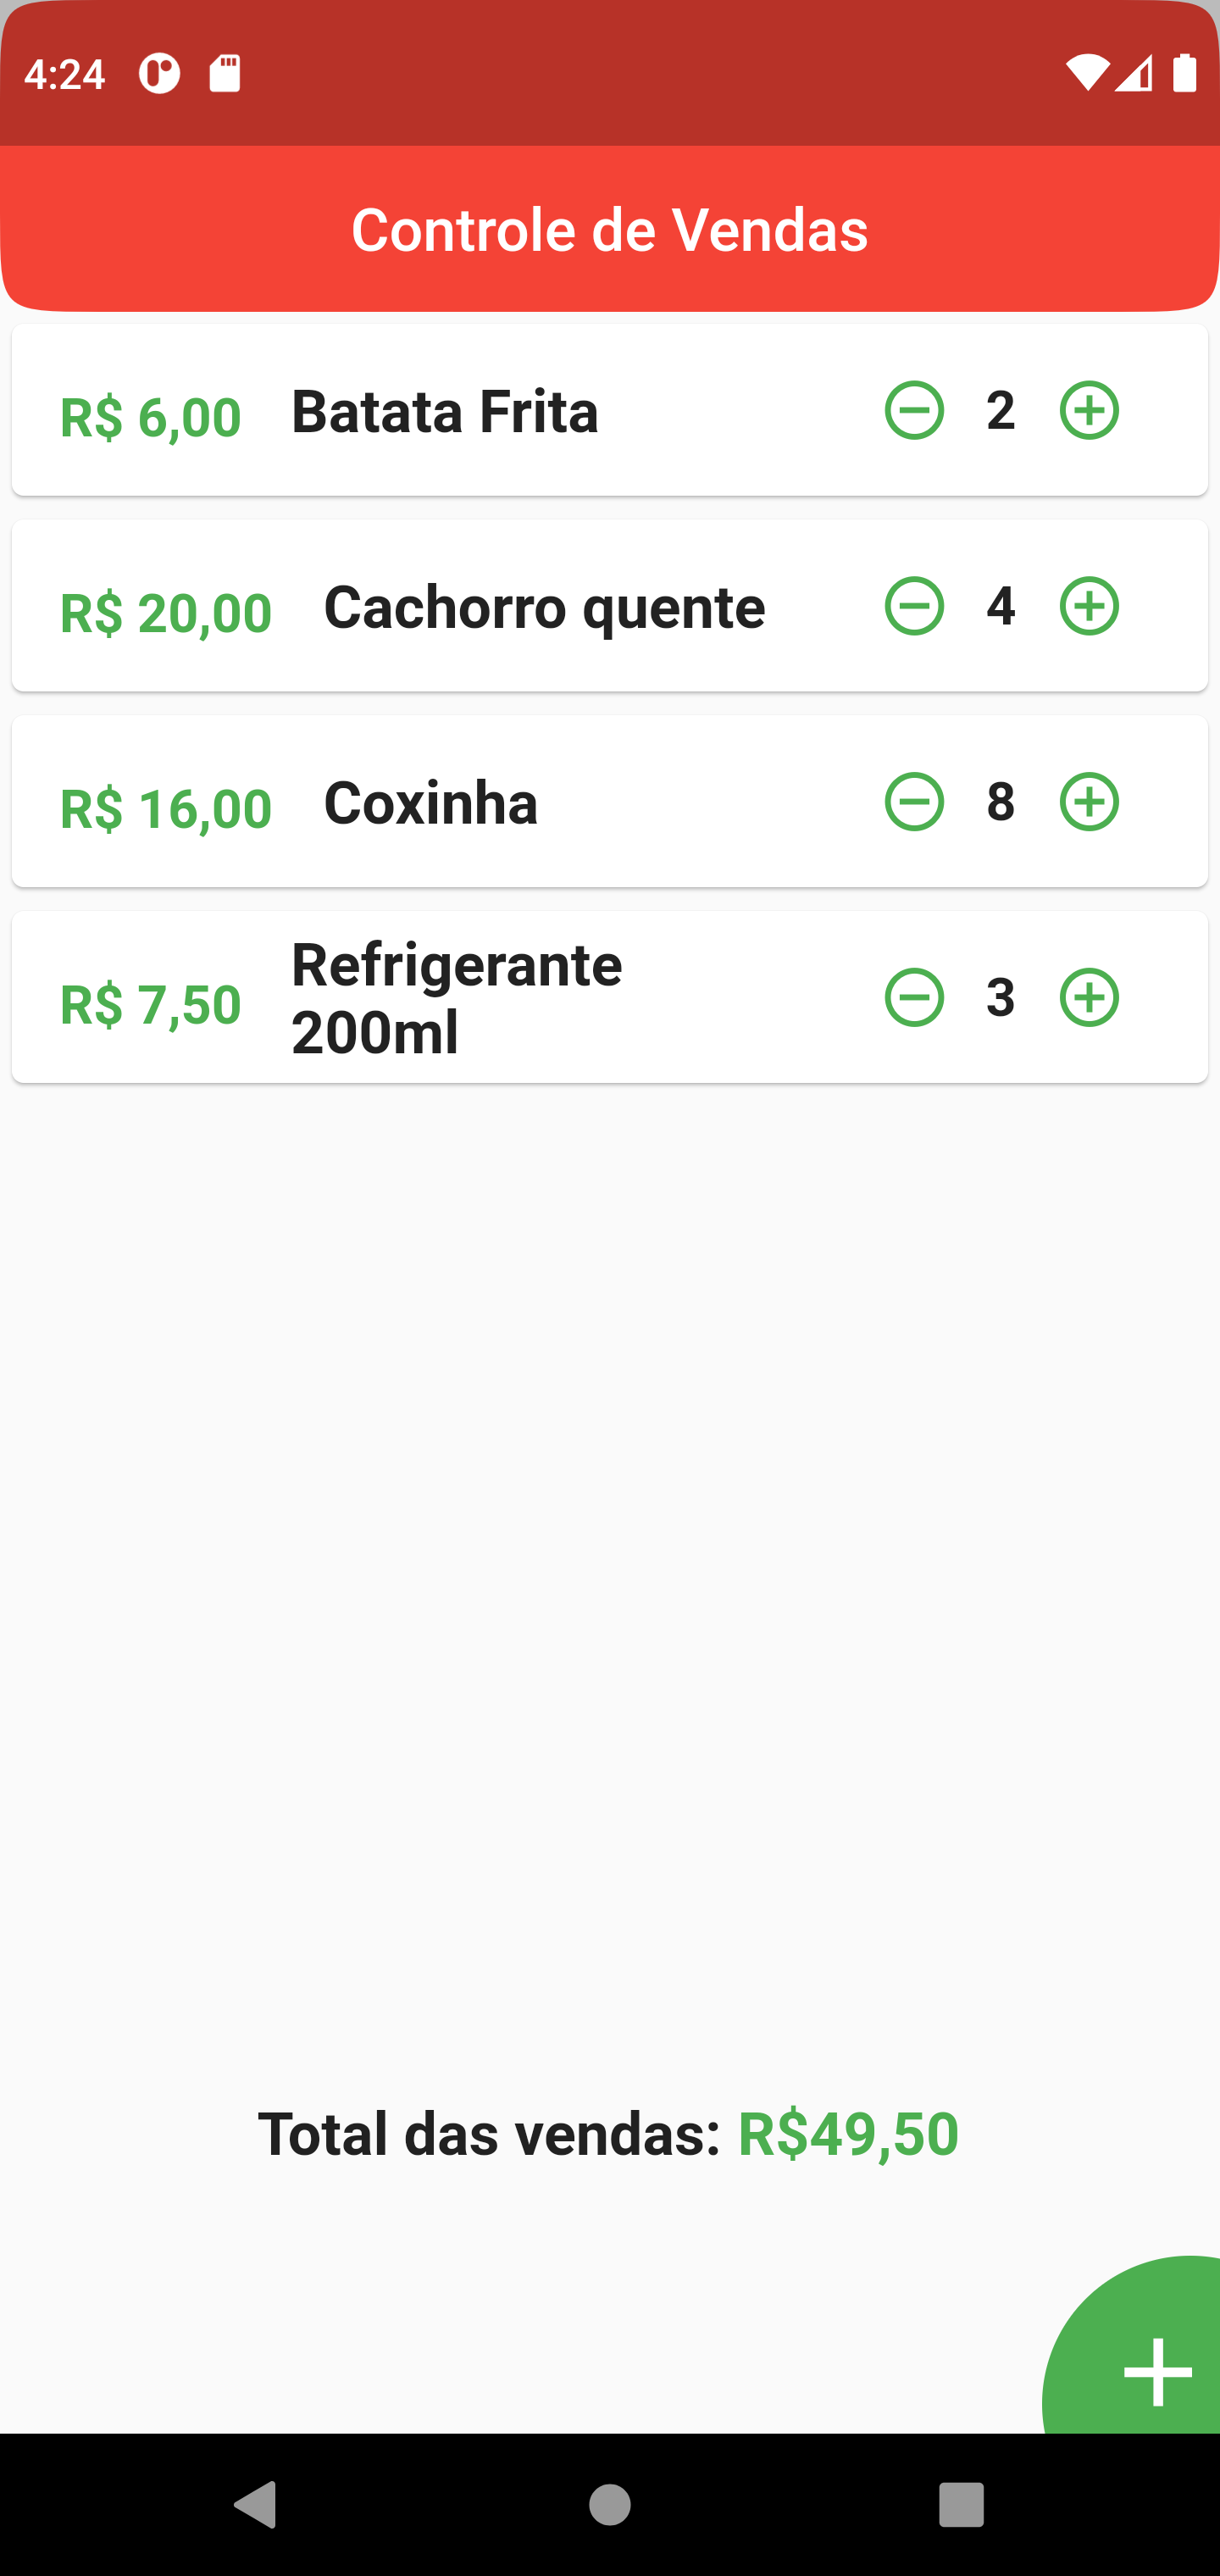 4:24
Controle de Vendas
R$ 6,00 Batata Frita 2
R$ 20,00 Cachorro quente 4
R$ 16,00 Coxinha 8
R$ 7,50 Refrigerante
200ml 3
Total das vendas: R$49,50